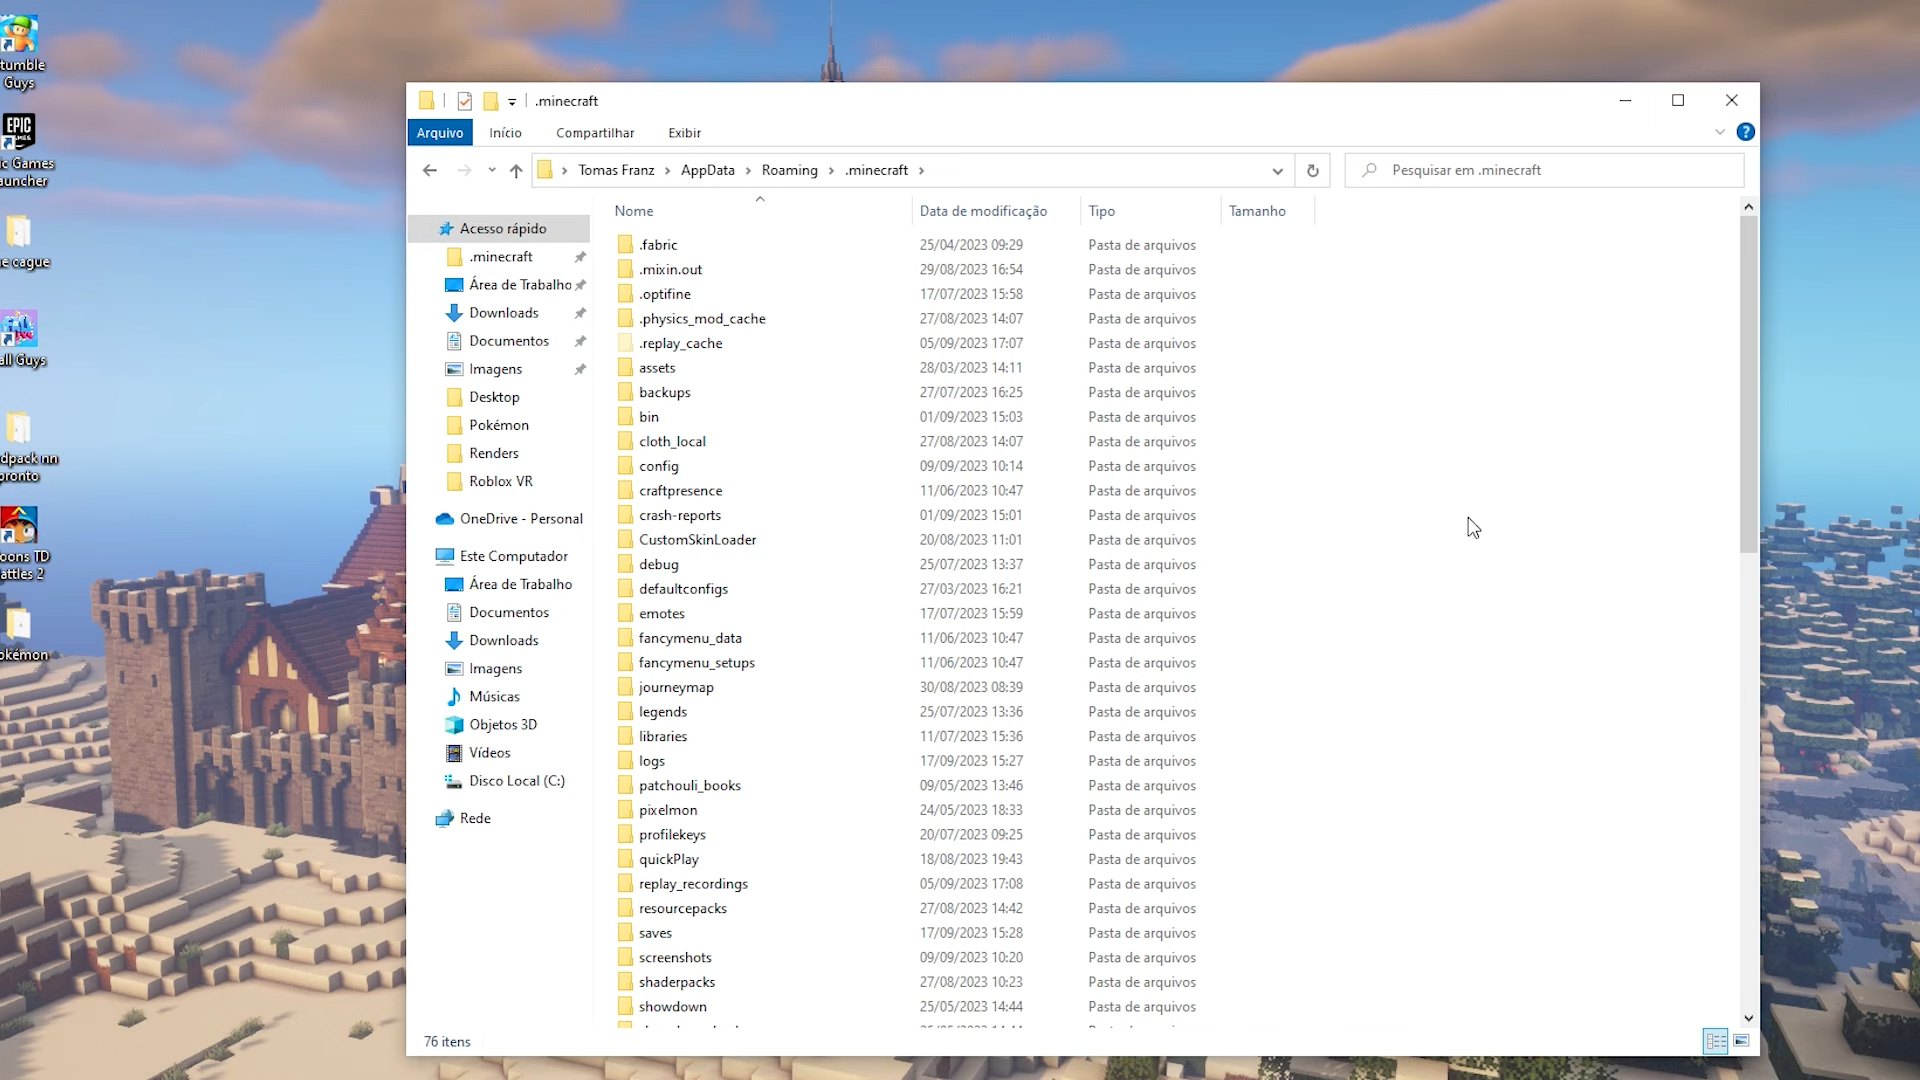 tumble
Guys
EPIC
GAMES
ic Games
auncher
e cague
all Guys
dpack nn
pronto
oons TD
attles 2
okémon
.minecraft
Arquivo Início Compartilhar Exibir
Tomas Franz > AppData > Roaming > .minecraft >
Pesquisar em .minecraft
Acesso rápido
.minecraft
Área de Trabalho
Downloads
Documentos
Imagens
Desktop
Pokémon
Renders
Roblox VR
OneDrive - Personal
Este Computador
Área de Trabalho
Documentos
Downloads
Imagens
Músicas
Objetos 3D
Vídeos
Disco Local (C:)
Rede
Nome Data de modificação Tipo Tamanho
.fabric 25/04/2023 09:29 Pasta de arquivos
.mixin.out 29/08/2023 16:54 Pasta de arquivos
.optifine 17/07/2023 15:58 Pasta de arquivos
.physics_mod_cache 27/08/2023 14:07 Pasta de arquivos
.replay_cache 05/09/2023 17:07 Pasta de arquivos
assets 28/03/2023 14:11 Pasta de arquivos
backups 27/07/2023 16:25 Pasta de arquivos
bin 01/09/2023 15:03 Pasta de arquivos
cloth_local 27/08/2023 14:07 Pasta de arquivos
config 09/09/2023 10:14 Pasta de arquivos
craftpresence 11/06/2023 10:47 Pasta de arquivos
crash-reports 01/09/2023 15:01 Pasta de arquivos
CustomSkinLoader 20/08/2023 11:01 Pasta de arquivos
debug 25/07/2023 13:37 Pasta de arquivos
defaultconfigs 27/03/2023 16:21 Pasta de arquivos
emotes 17/07/2023 15:59 Pasta de arquivos
fancymenu_data 11/06/2023 10:47 Pasta de arquivos
fancymenu_setups 11/06/2023 10:47 Pasta de arquivos
journeymap 30/08/2023 08:39 Pasta de arquivos
legends 25/07/2023 13:36 Pasta de arquivos
libraries 11/07/2023 15:36 Pasta de arquivos
logs 17/09/2023 15:27 Pasta de arquivos
patchouli_books 09/05/2023 13:46 Pasta de arquivos
pixelmon 24/05/2023 18:33 Pasta de arquivos
profilekeys 20/07/2023 09:25 Pasta de arquivos
quickPlay 18/08/2023 19:43 Pasta de arquivos
replay_recordings 05/09/2023 17:08 Pasta de arquivos
resourcepacks 27/08/2023 14:42 Pasta de arquivos
saves 17/09/2023 15:28 Pasta de arquivos
screenshots 09/09/2023 10:20 Pasta de arquivos
shaderpacks 27/08/2023 10:23 Pasta de arquivos
showdown 25/05/2023 14:44 Pasta de arquivos
76 itens